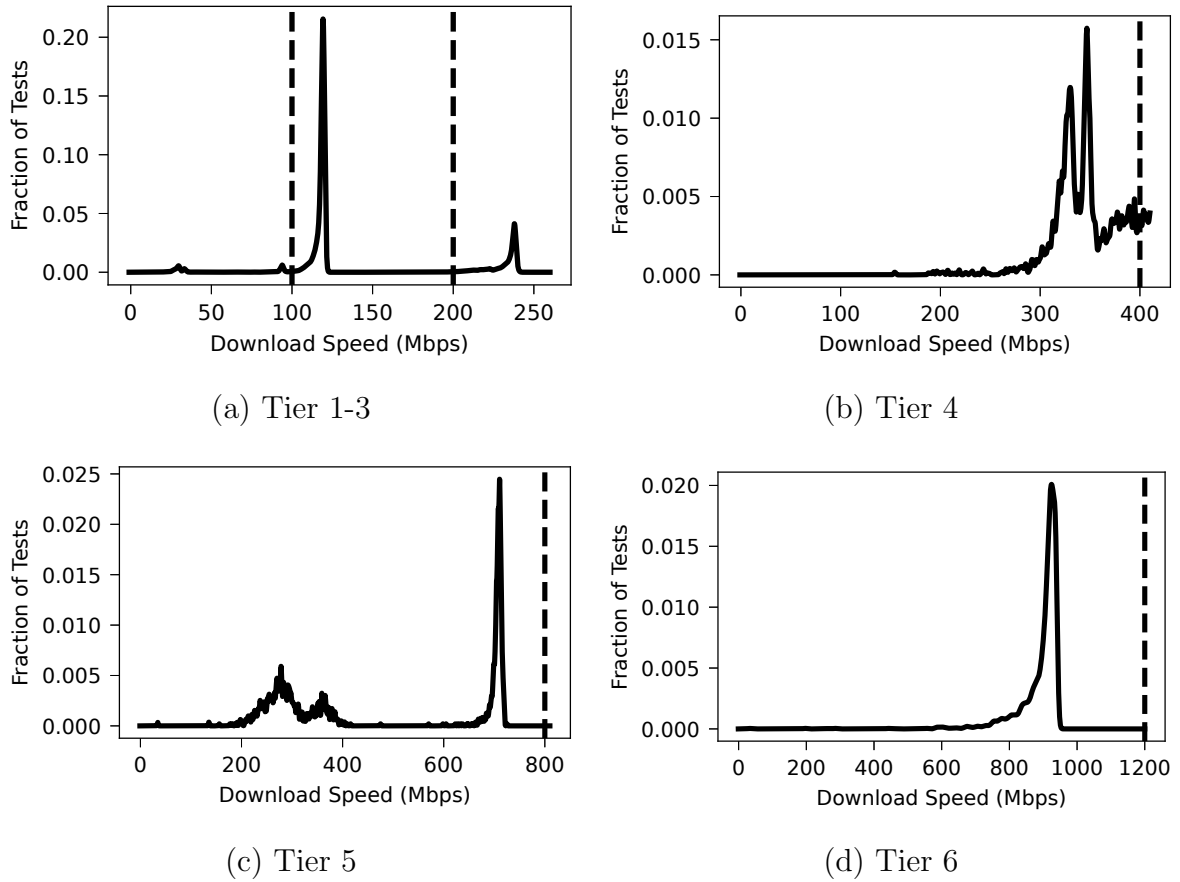 Fraction of Tests
0.20
0.15
0.10
0.05
0.00
0 50 100 150 200 250
Download Speed (Mbps)
(a) Tier 1-3
Fraction of Tests
0.015
0.010
0.005
0.000
0 100 200 300 400
Download Speed (Mbps)
(b) Tier 4
Fraction of Tests
0.025
0.020
0.015
0.010
0.005
0.000
0 200 400 600 800
Download Speed (Mbps)
(c) Tier 5
Fraction of Tests
0.020
0.015
0.010
0.005
0.000
0 200 400 600 800 1000 1200
Download Speed (Mbps)
(d) Tier 6